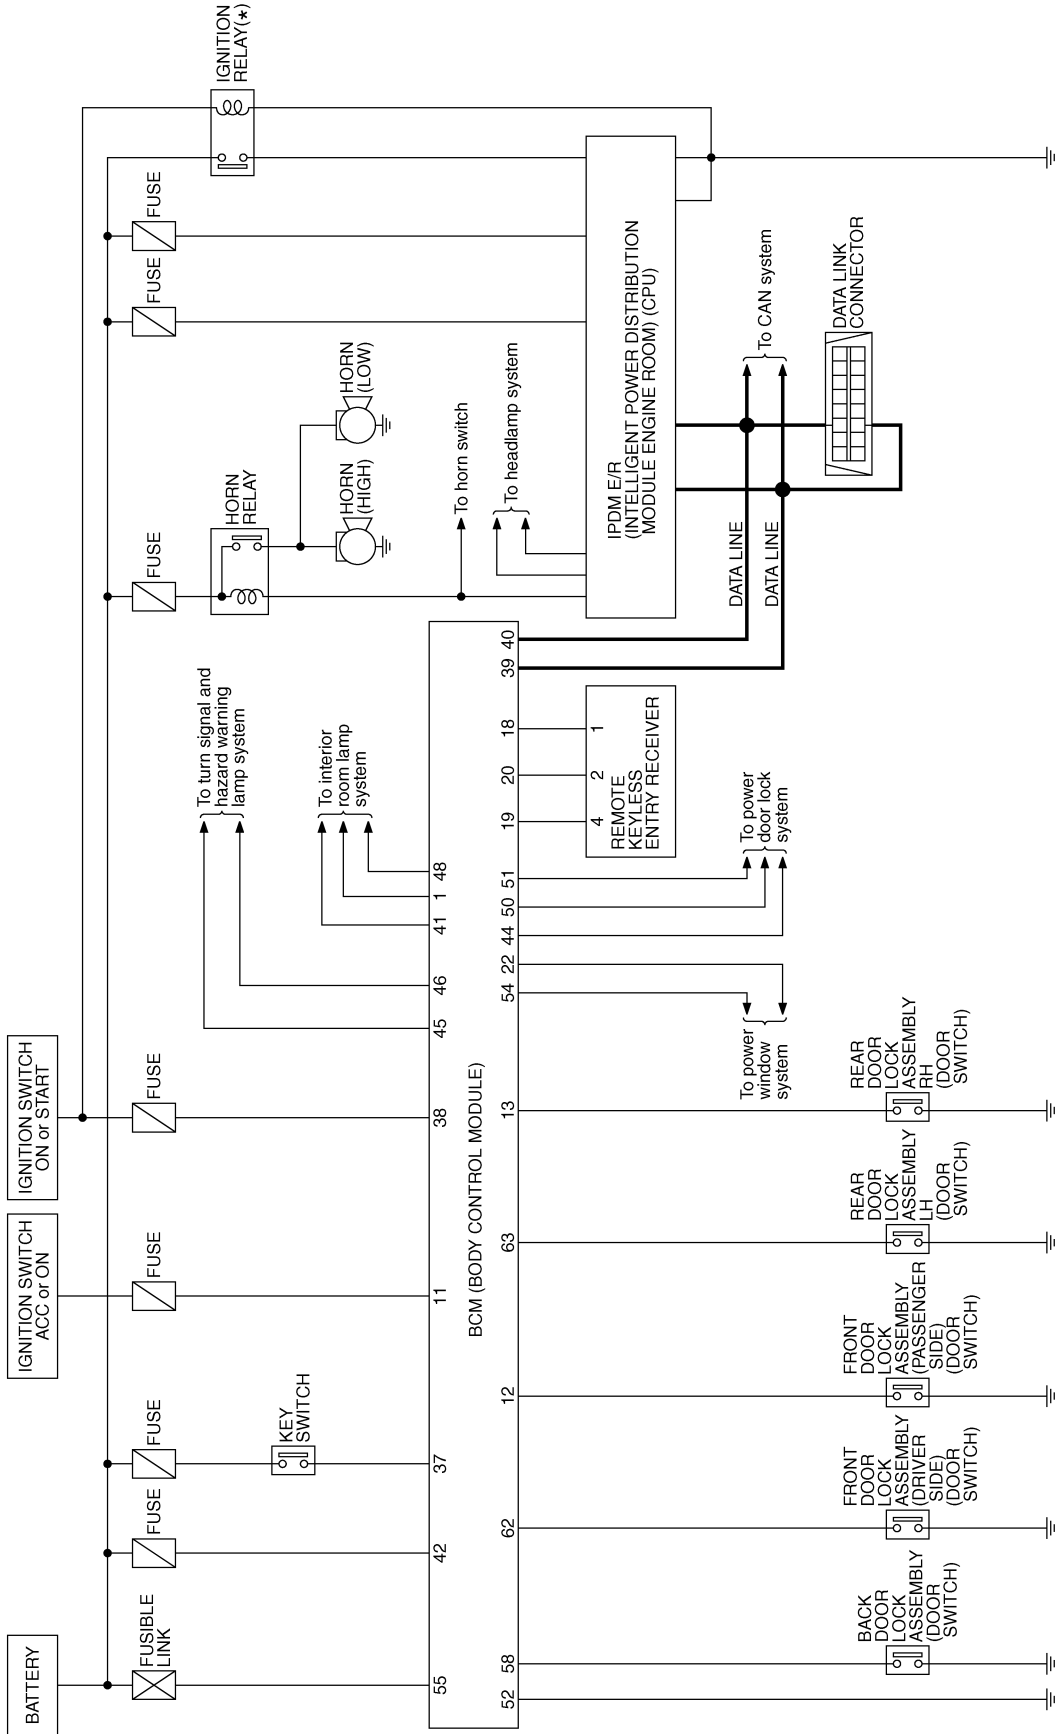 BATTERY
IGNITION SWITCH
ACC or ON
IGNITION SWITCH
ON or START
FUSIBLE
LINK
FUSE
FUSE
FUSE
FUSE
FUSE
FUSE
FUSE
KEY
SWITCH
IGNITION
RELAY(*)
HORN
RELAY
HORN
(HIGH)
HORN
(LOW)
To turn signal and
hazard warning
lamp system
To interior
room lamp
system
To horn switch
To headlamp system
55
42
37
11
38
45
46
41
1
48
BCM (BODY CONTROL MODULE)
52
58
62
12
63
13
54
22
44
50
51
19
20
18
39
40
4
2
1
REMOTE
KEYLESS
ENTRY RECEIVER
IPDM E/R
(INTELLIGENT POWER DISTRIBUTION
MODULE ENGINE ROOM) (CPU)
DATA LINE
DATA LINE
To CAN system
DATA LINK
CONNECTOR
To power
window
system
To power
door lock
system
BACK
DOOR
LOCK
ASSEMBLY
(DOOR
SWITCH)
FRONT
DOOR
LOCK
ASSEMBLY
(DRIVER
SIDE)
(DOOR
SWITCH)
FRONT
DOOR
LOCK
ASSEMBLY
(PASSENGER
SIDE)
(DOOR
SWITCH)
REAR
DOOR
LOCK
ASSEMBLY
LH
(DOOR
SWITCH)
REAR
DOOR
LOCK
ASSEMBLY
RH
(DOOR
SWITCH)